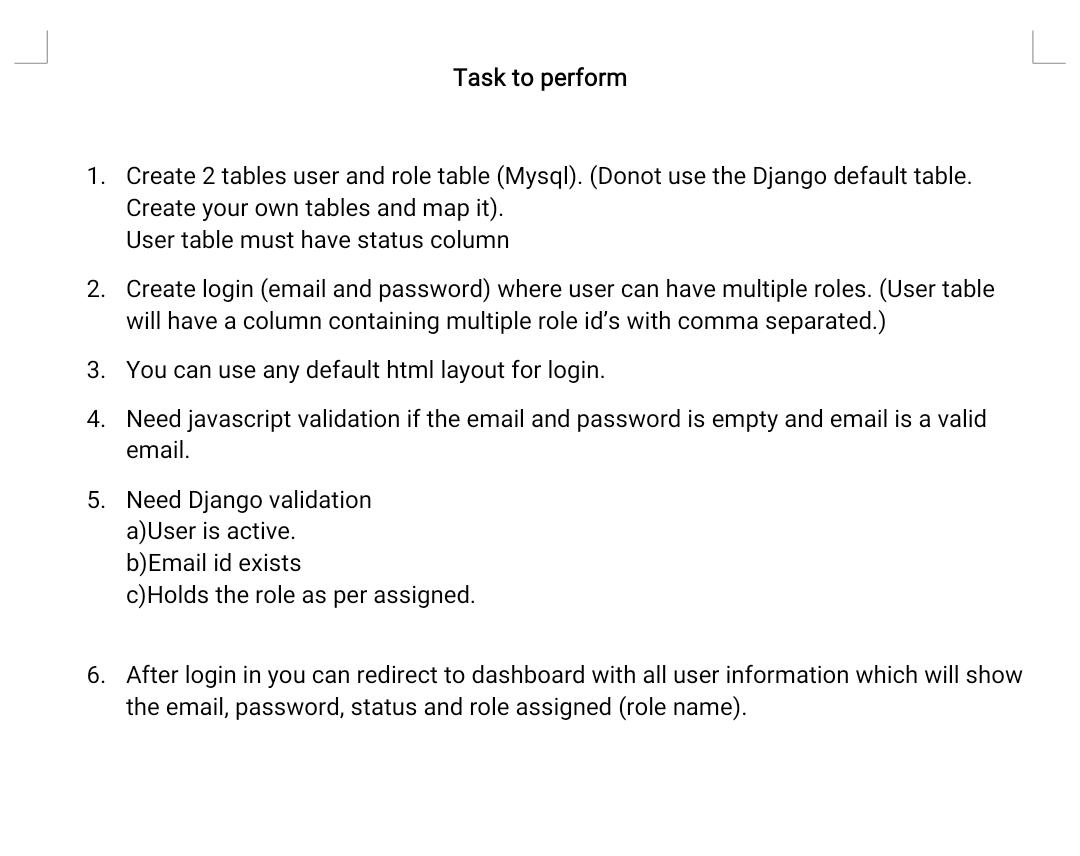 Task to perform
1. Create 2 tables user and role table (Mysql). (Donot use the Django default table.
Create your own tables and map it).
User table must have status column
2. Create login (email and password) where user can have multiple roles. (User table
will have a column containing multiple role id’s with comma separated.)
3. You can use any default html layout for login.
4. Need javascript validation if the email and password is empty and email is a valid
email.
5. Need Django validation
a)User is active.
b)Email id exists
c)Holds the role as per assigned.
6. After login in you can redirect to dashboard with all user information which will show
the email, password, status and role assigned (role name).